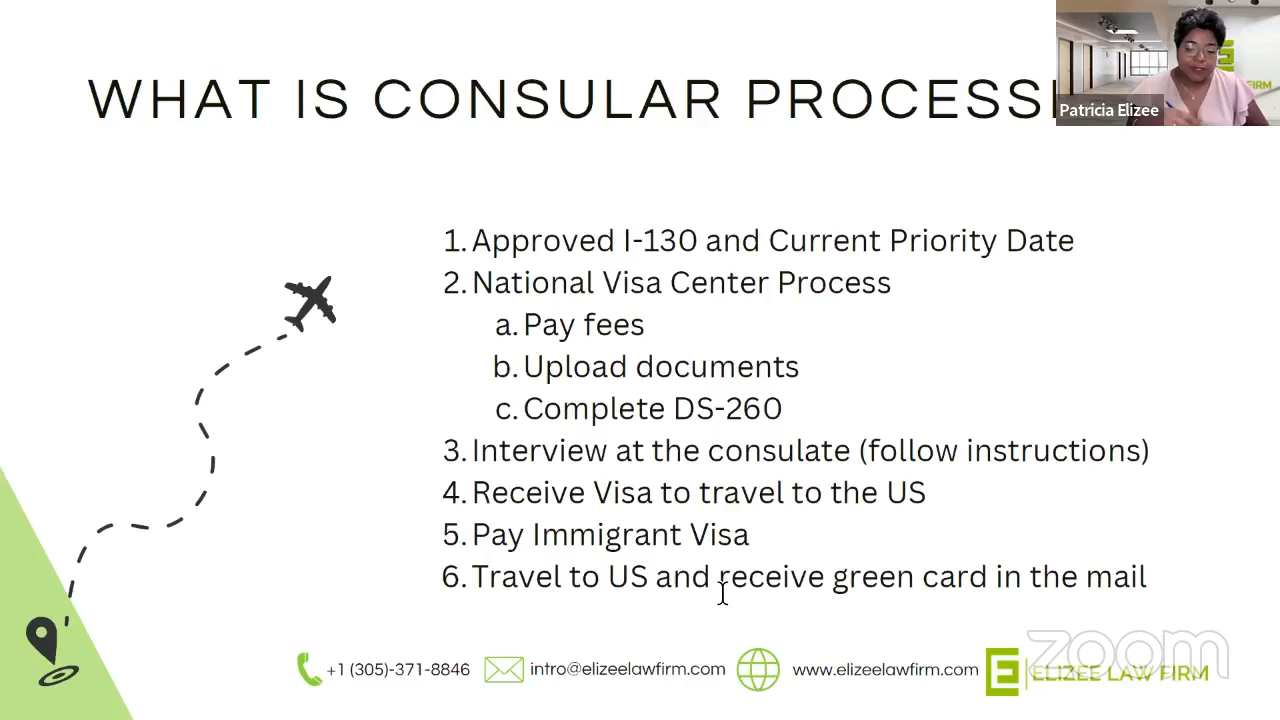 WHAT IS CONSULAR PROCESS
Patricia Elizee
1. Approved I-130 and Current Priority Date
2. National Visa Center Process
a. Pay fees
b. Upload documents
c. Complete DS-260
3. Interview at the consulate (follow instructions)
4. Receive Visa to travel to the US
5. Pay Immigrant Visa
6. Travel to US and receive green card in the mail
+1 (305)-371-8846
intro@elizeelawfirm.com
www.elizeelawfirm.com
ELIZEE LAW FIRM
zoom